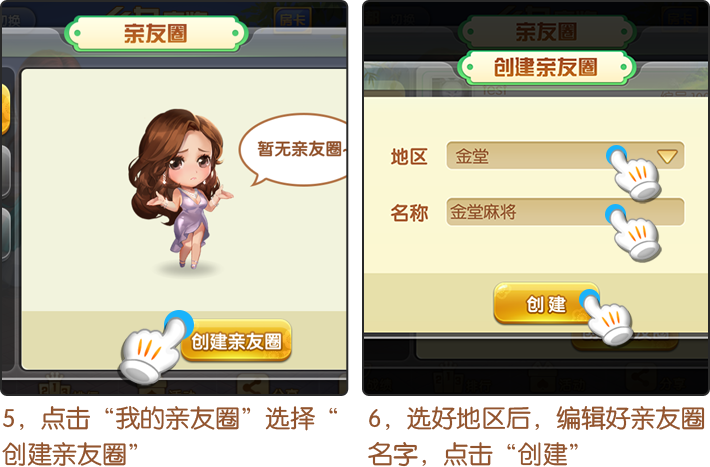 亲友圈
房卡
暂无亲友圈~
创建亲友圈
5，点击“我的亲友圈”选择“
创建亲友圈”
亲友圈
创建亲友圈
地区
金堂
名称
金堂麻将
创建
6，选好地区后，编辑好亲友圈
名字，点击“创建”